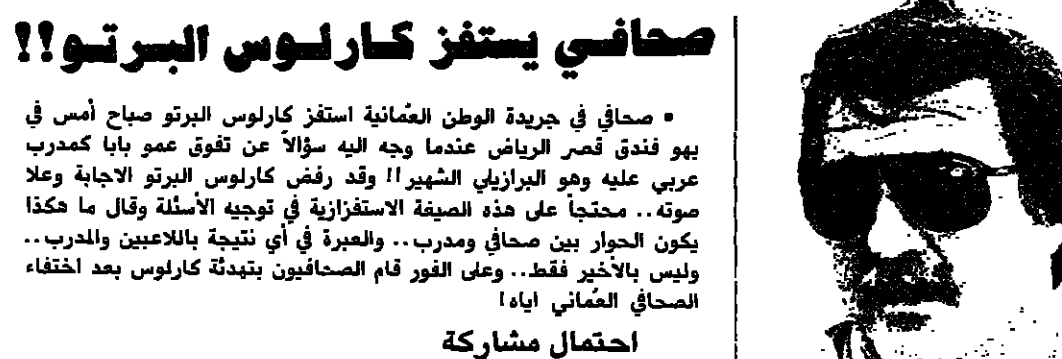 صحافي يستفز كارلوس البرتو!!
▪ صحافي في جريدة الوطن العُمانية استفز كارلوس البرتو صباح أمس في
بهو فندق قصر الرياض عندما وجه اليه سؤالاً عن تفوق عمو بابا كمدرب
عربي عليه وهو البرازيلي الشهير!! وقد رفض كارلوس البرتو الاجابة وعلا
صوته.. محتجاً على هذه الصيغة الاستفزازية في توجيه الأسئلة وقال ما هكذا
يكون الحوار بين صحافي ومدرب.. والعبرة في أي نتيجة باللاعبين والمدرب..
وليس بالأخير فقط.. وعلى الفور قام الصحافيون بتهدئة كارلوس بعد اختفاء
الصحافي العُماني اياه!
احتمال مشاركة